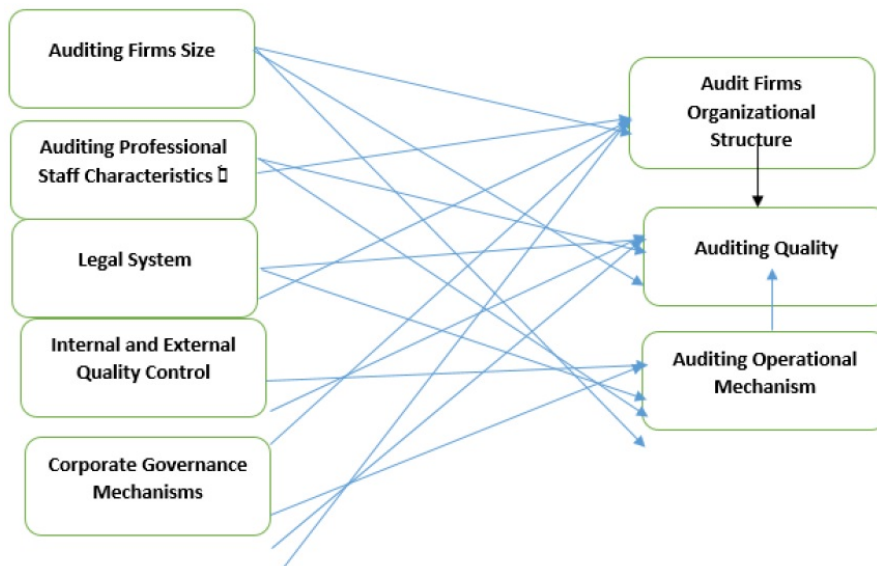 Auditing Firms Size
Auditing Professional
Staff Characteristics
Legal System
Internal and External
Quality Control
Corporate Governance
Mechanisms
Audit Firms
Organizational
Structure
Auditing Quality
Auditing Operational
Mechanism